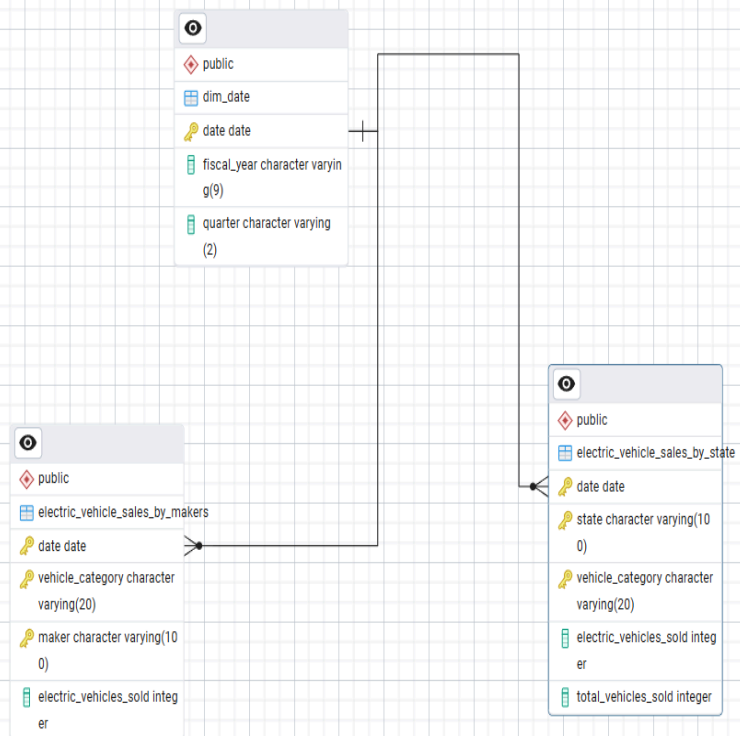 public
dim_date
date date
fiscal_year character varyin
g(9)
quarter character varying
(2)
public
electric_vehicle_sales_by_state
date date
state character varying(10
0)
vehicle_category character
varying(20)
electric_vehicles_sold integ
er
total_vehicles_sold integer
public
electric_vehicle_sales_by_makers
date date
vehicle_category character
varying(20)
maker character varying(10
0)
electric_vehicles_sold integ
er